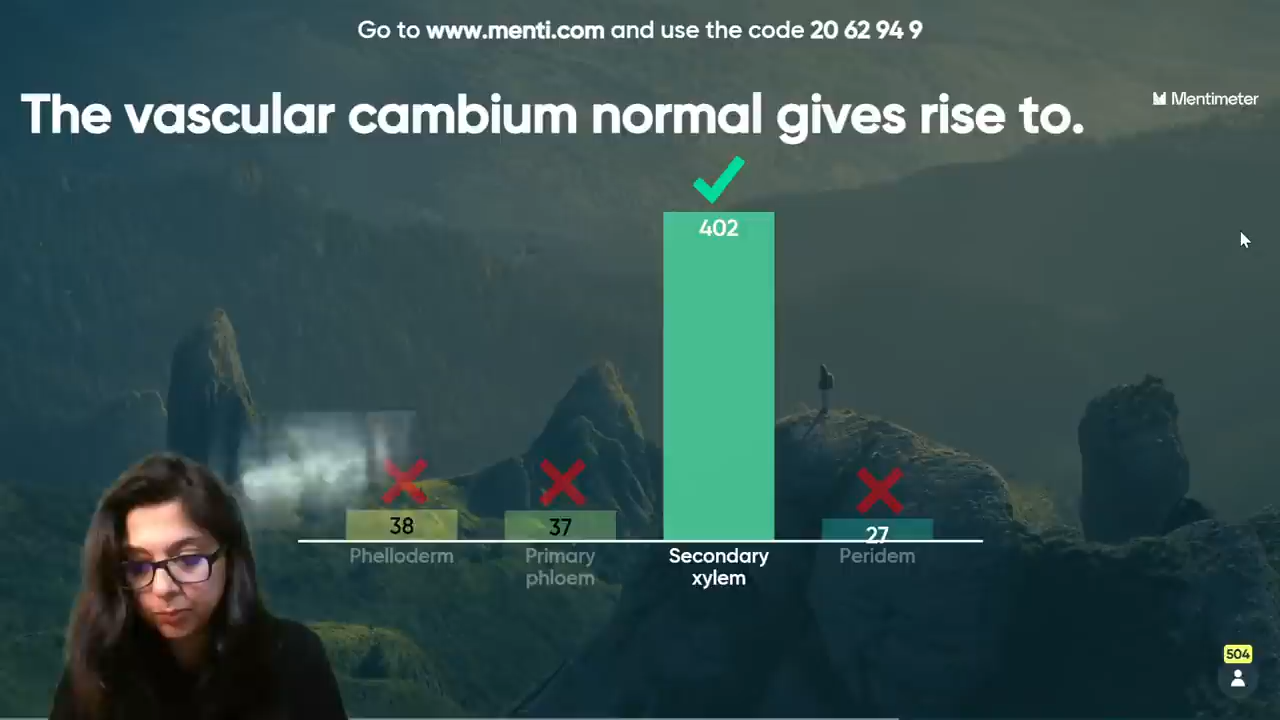 Go to www.menti.com and use the code 20 62 94 9
The vascular cambium normal gives rise to.
Mentimeter
402
38
37
27
Phelloderm
Primary
phloem
Secondary
xylem
Peridem
504